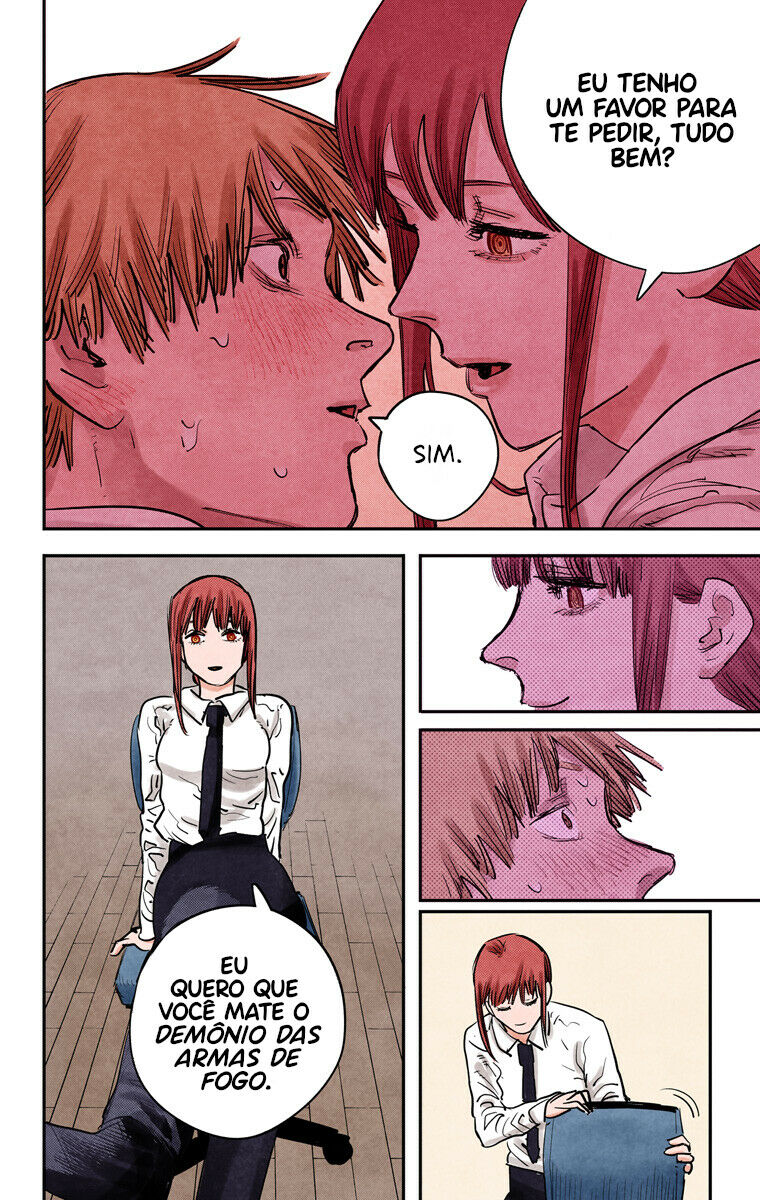 EU TENHO
UM FAVOR PARA
TE PEDIR, TUDO
BEM?
SIM.
EU
QUERO QUE
VOCÊ MATE O
DEMÔNIO DAS
ARMAS DE
FOGO.